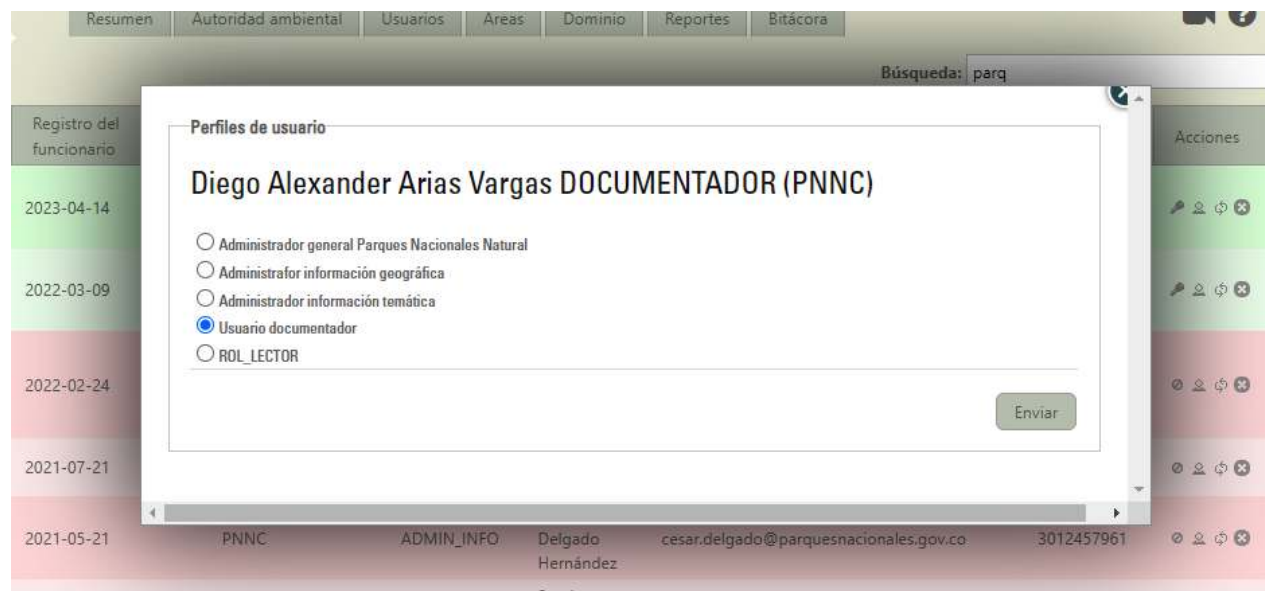 Resumen Autoridad ambiental Usuarios Areas Dominio Reportes Bitácora
Búsqueda: parq
Registro del
funcionario
Acciones
Perfiles de usuario
Diego Alexander Arias Vargas DOCUMENTADOR (PNNC)
2023-04-14
Administrador general Parques Nacionales Natural
Administrafor información geográfica
2022-03-09
Administrador información temática
Usuario documentador
ROL_LECTOR
2022-02-24
Enviar
2021-07-21
2021-05-21 PNNC ADMIN_INFO Delgado cesar.delgado@parquesnacionales.gov.co 3012457961
Hernández